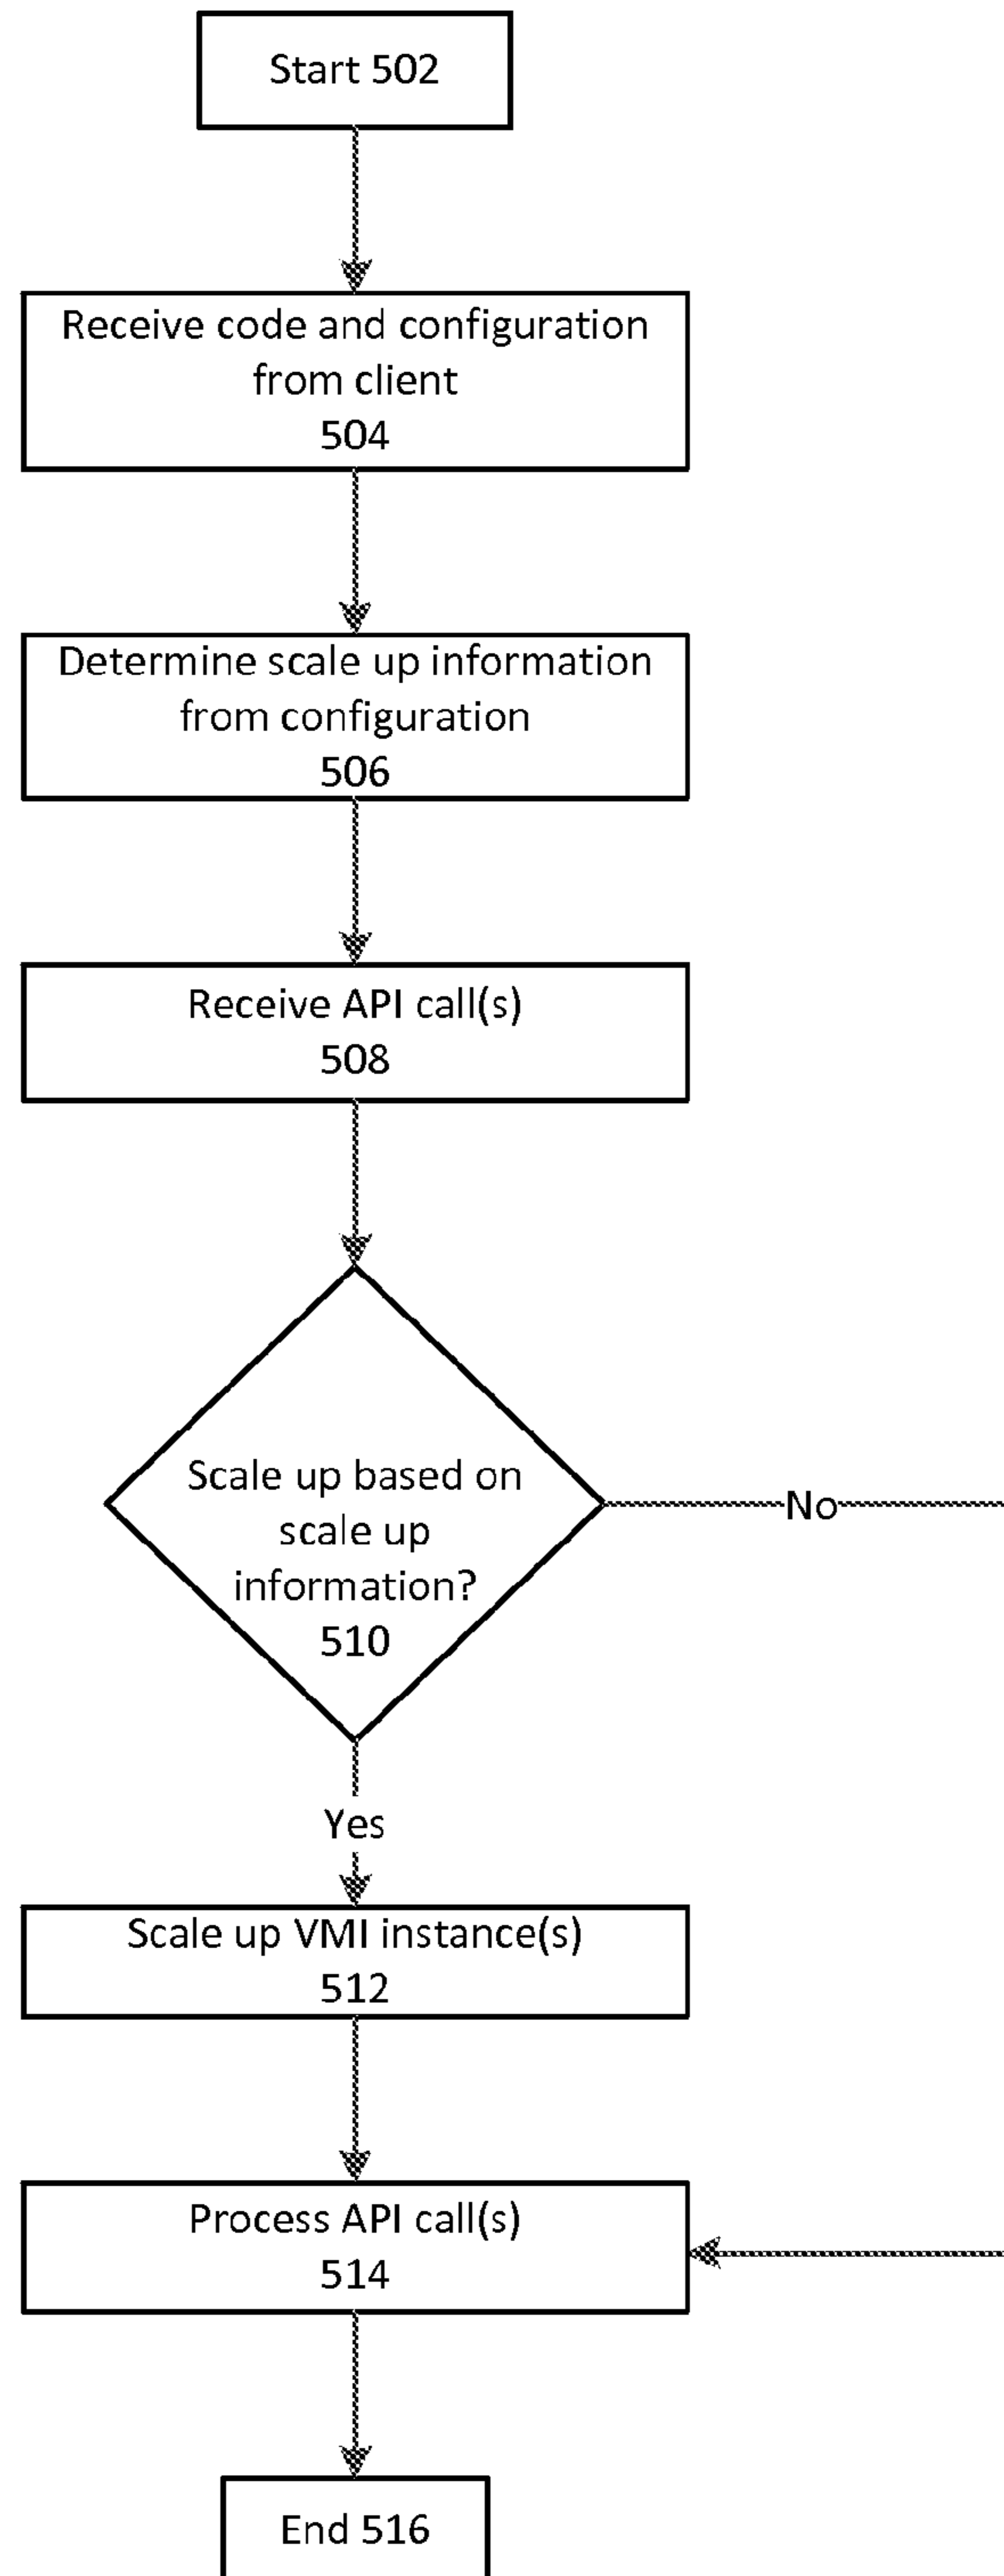 Start 502
Receive code and configuration
from client
504
Determine scale up information
from configuration
506
Receive API call(s)
508
Scale up based on
scale up
information?
510
No
Yes
Scale up VMI instance(s)
512
Process API call(s)
514
End 516